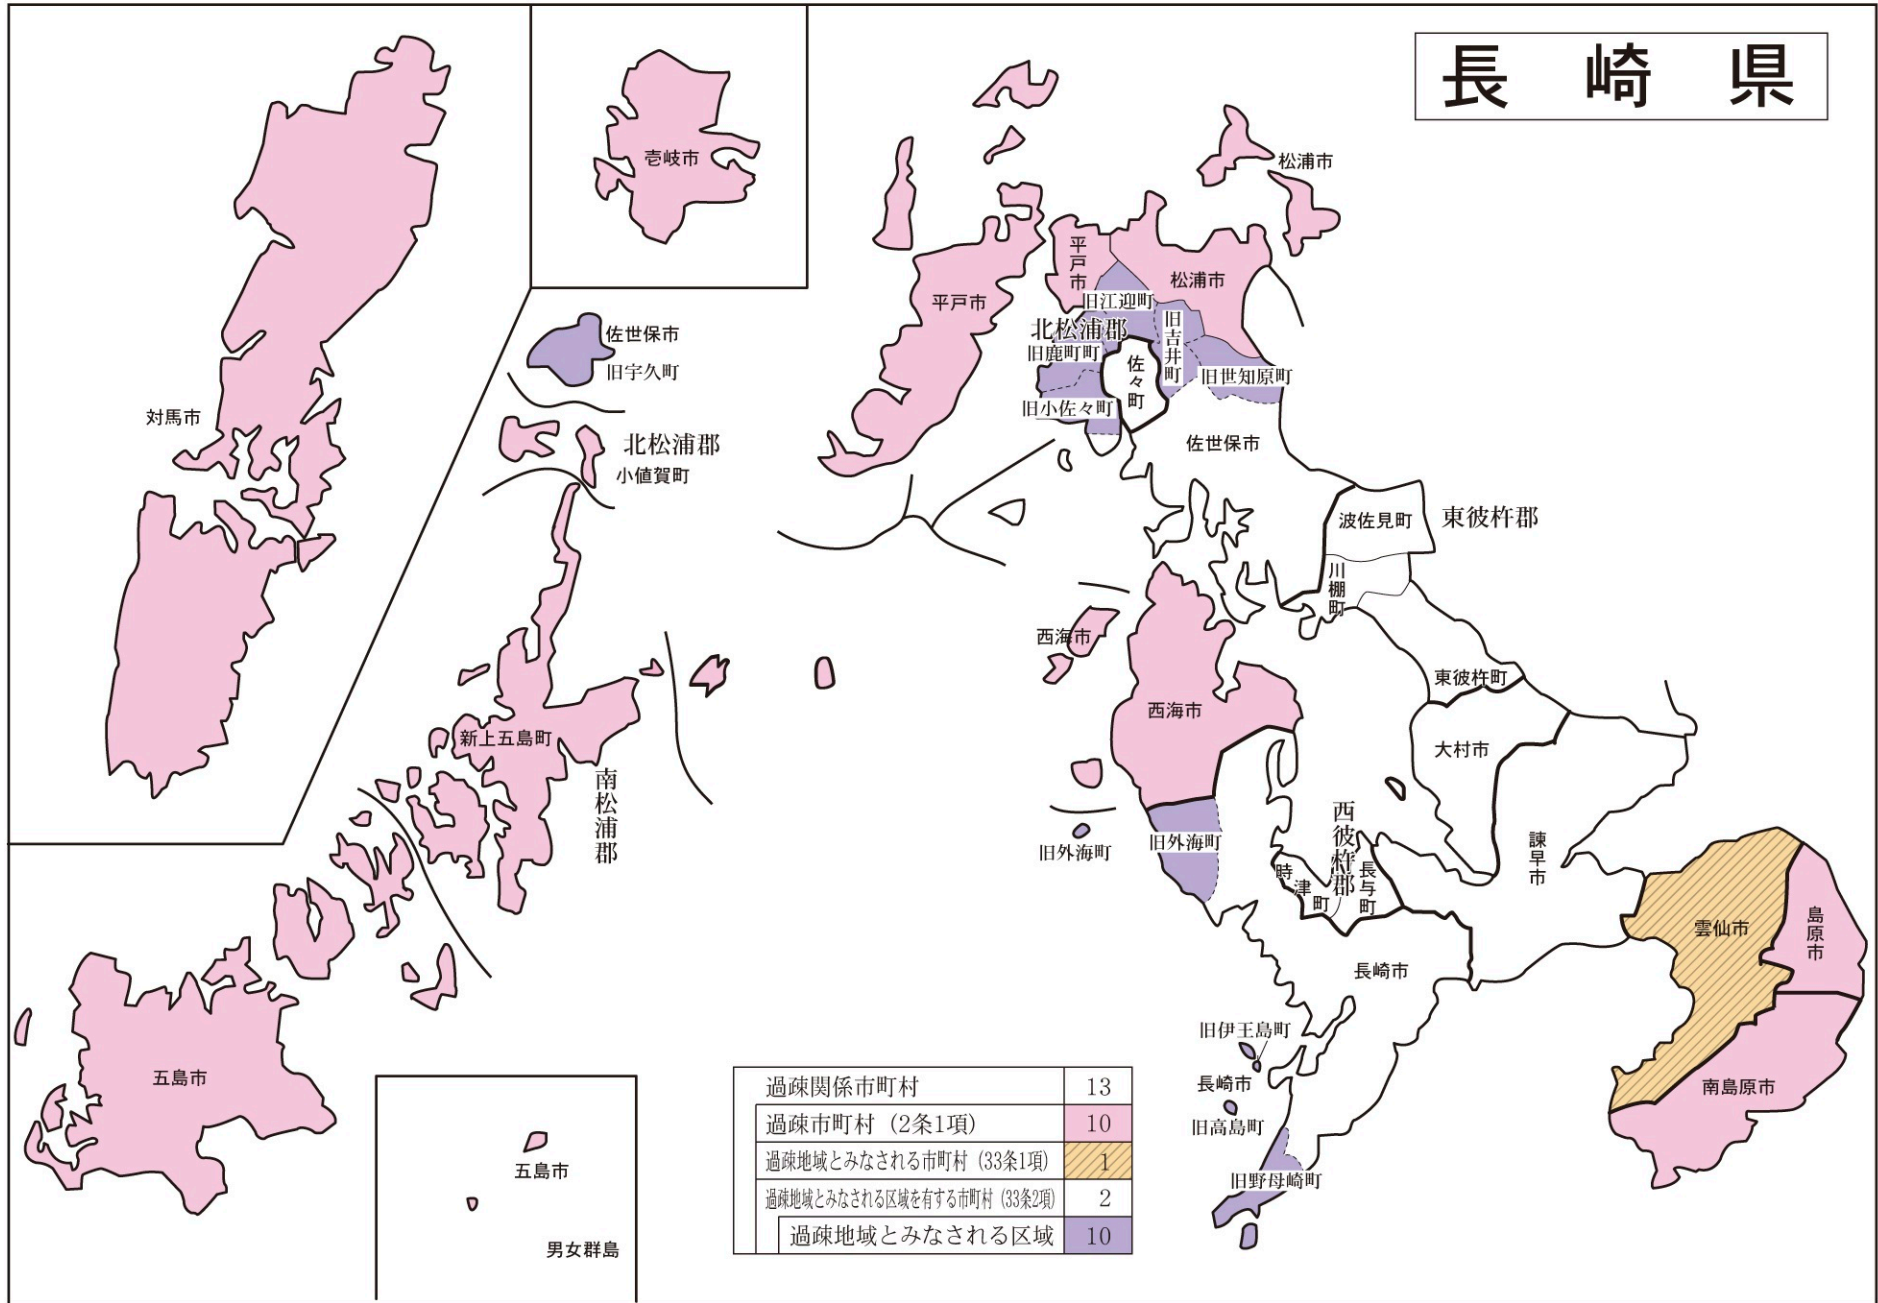 長崎県
壱岐市
対馬市
佐世保市
旧宇久町
北松浦郡
小値賀町
新上五島町
南松浦郡
五島市
五島市
男女群島
平戸市
平戸市
松浦市
松浦市
旧江迎町
北松浦郡
旧鹿町町
旧吉井町
佐々町
旧世知原町
旧小佐々町
佐世保市
波佐見町
東彼杵郡
川棚町
東彼杵町
西海市
西海市
大村市
旧外海町
旧外海町
西彼杵郡
時津町
長与町
諫早市
雲仙市
島原市
南島原市
長崎市
旧伊王島町
長崎市
旧高島町
旧野母崎町
過疎関係市町村 13
過疎市町村（2条1項） 10
過疎地域とみなされる市町村（33条1項） 1
過疎地域とみなされる区域を有する市町村（33条2項） 2
過疎地域とみなされる区域 10